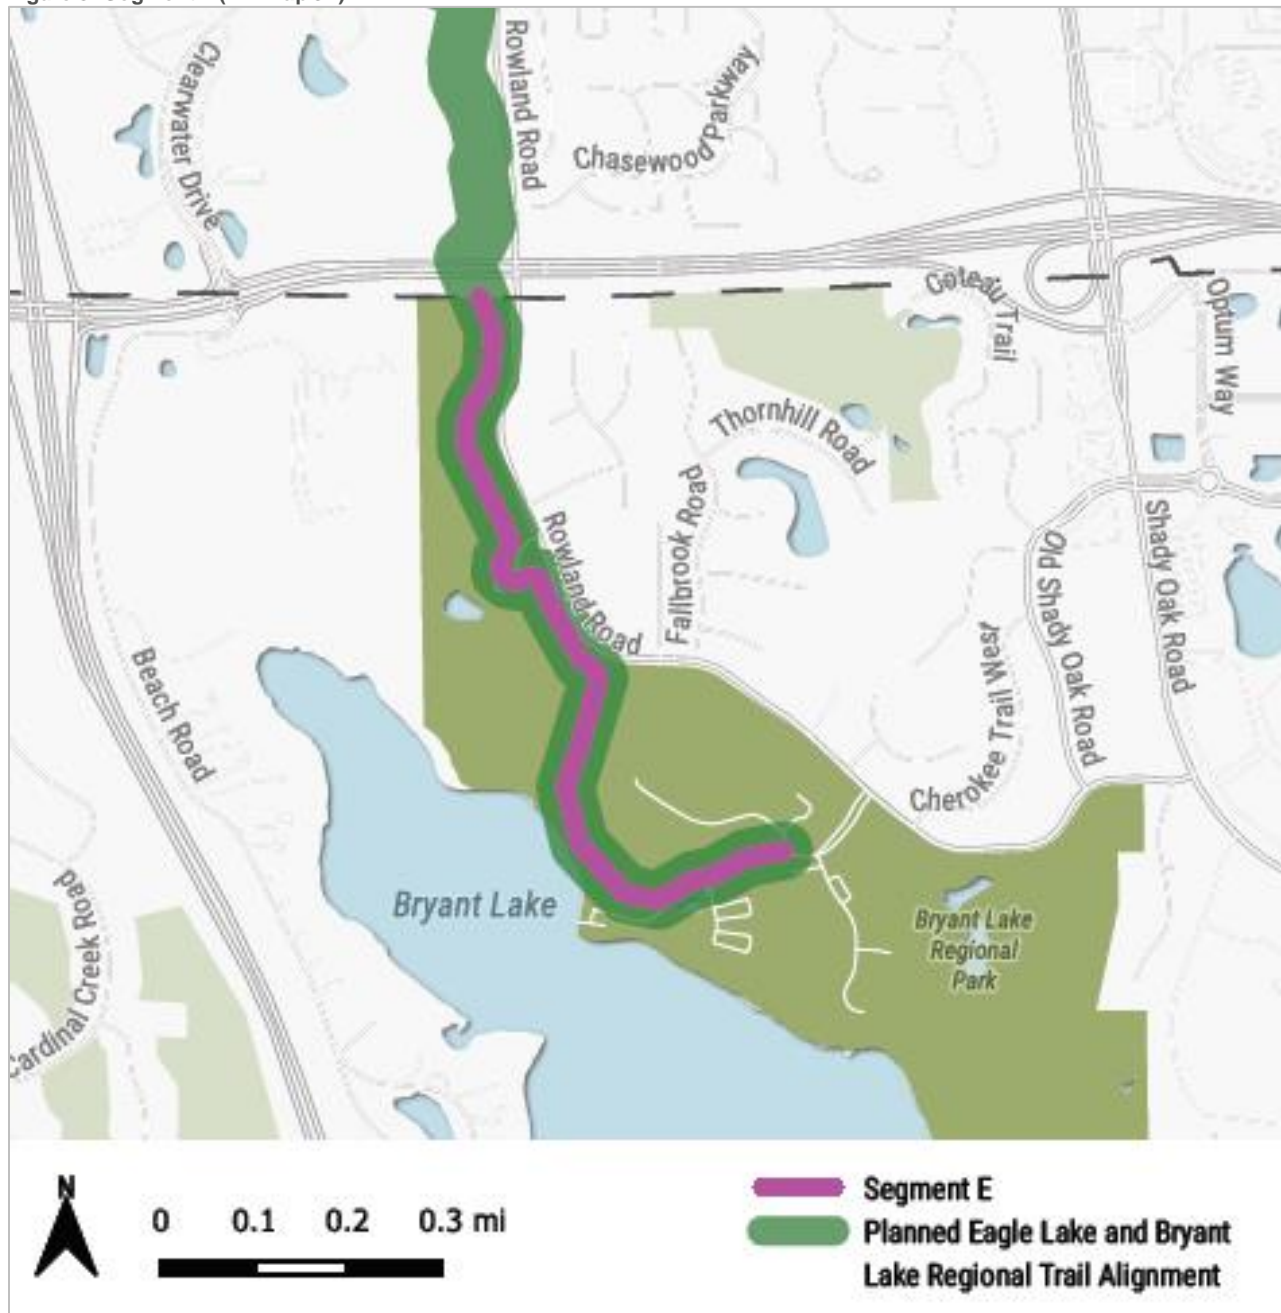 Clearwater Drive
Rowland Road
Chasewood Parkway
Coteau Trail
Optum Way
Thornhill Road
Fallbrook Road
Rowland Road
Old Shady Oak Road
Shady Oak Road
Beach Road
Cherokee Trail West
Cardinal Creek Road
Bryant Lake
Bryant Lake
Regional
Park
N
0 0.1 0.2 0.3 mi
Segment E
Planned Eagle Lake and Bryant
Lake Regional Trail Alignment